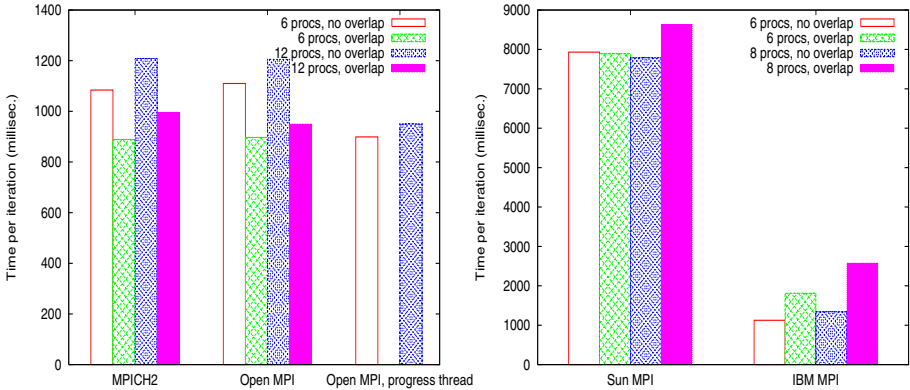 1400
1200
1000
800
600
400
200
0
Time per iteration (millisec.)
6 procs, no overlap
6 procs, overlap
12 procs, no overlap
12 procs, overlap
MPICH2
Open MPI
Open MPI, progress thread
9000
8000
7000
6000
5000
4000
3000
2000
1000
0
Time per iteration (millisec.)
6 procs, no overlap
6 procs, overlap
8 procs, no overlap
8 procs, overlap
Sun MPI
IBM MPI